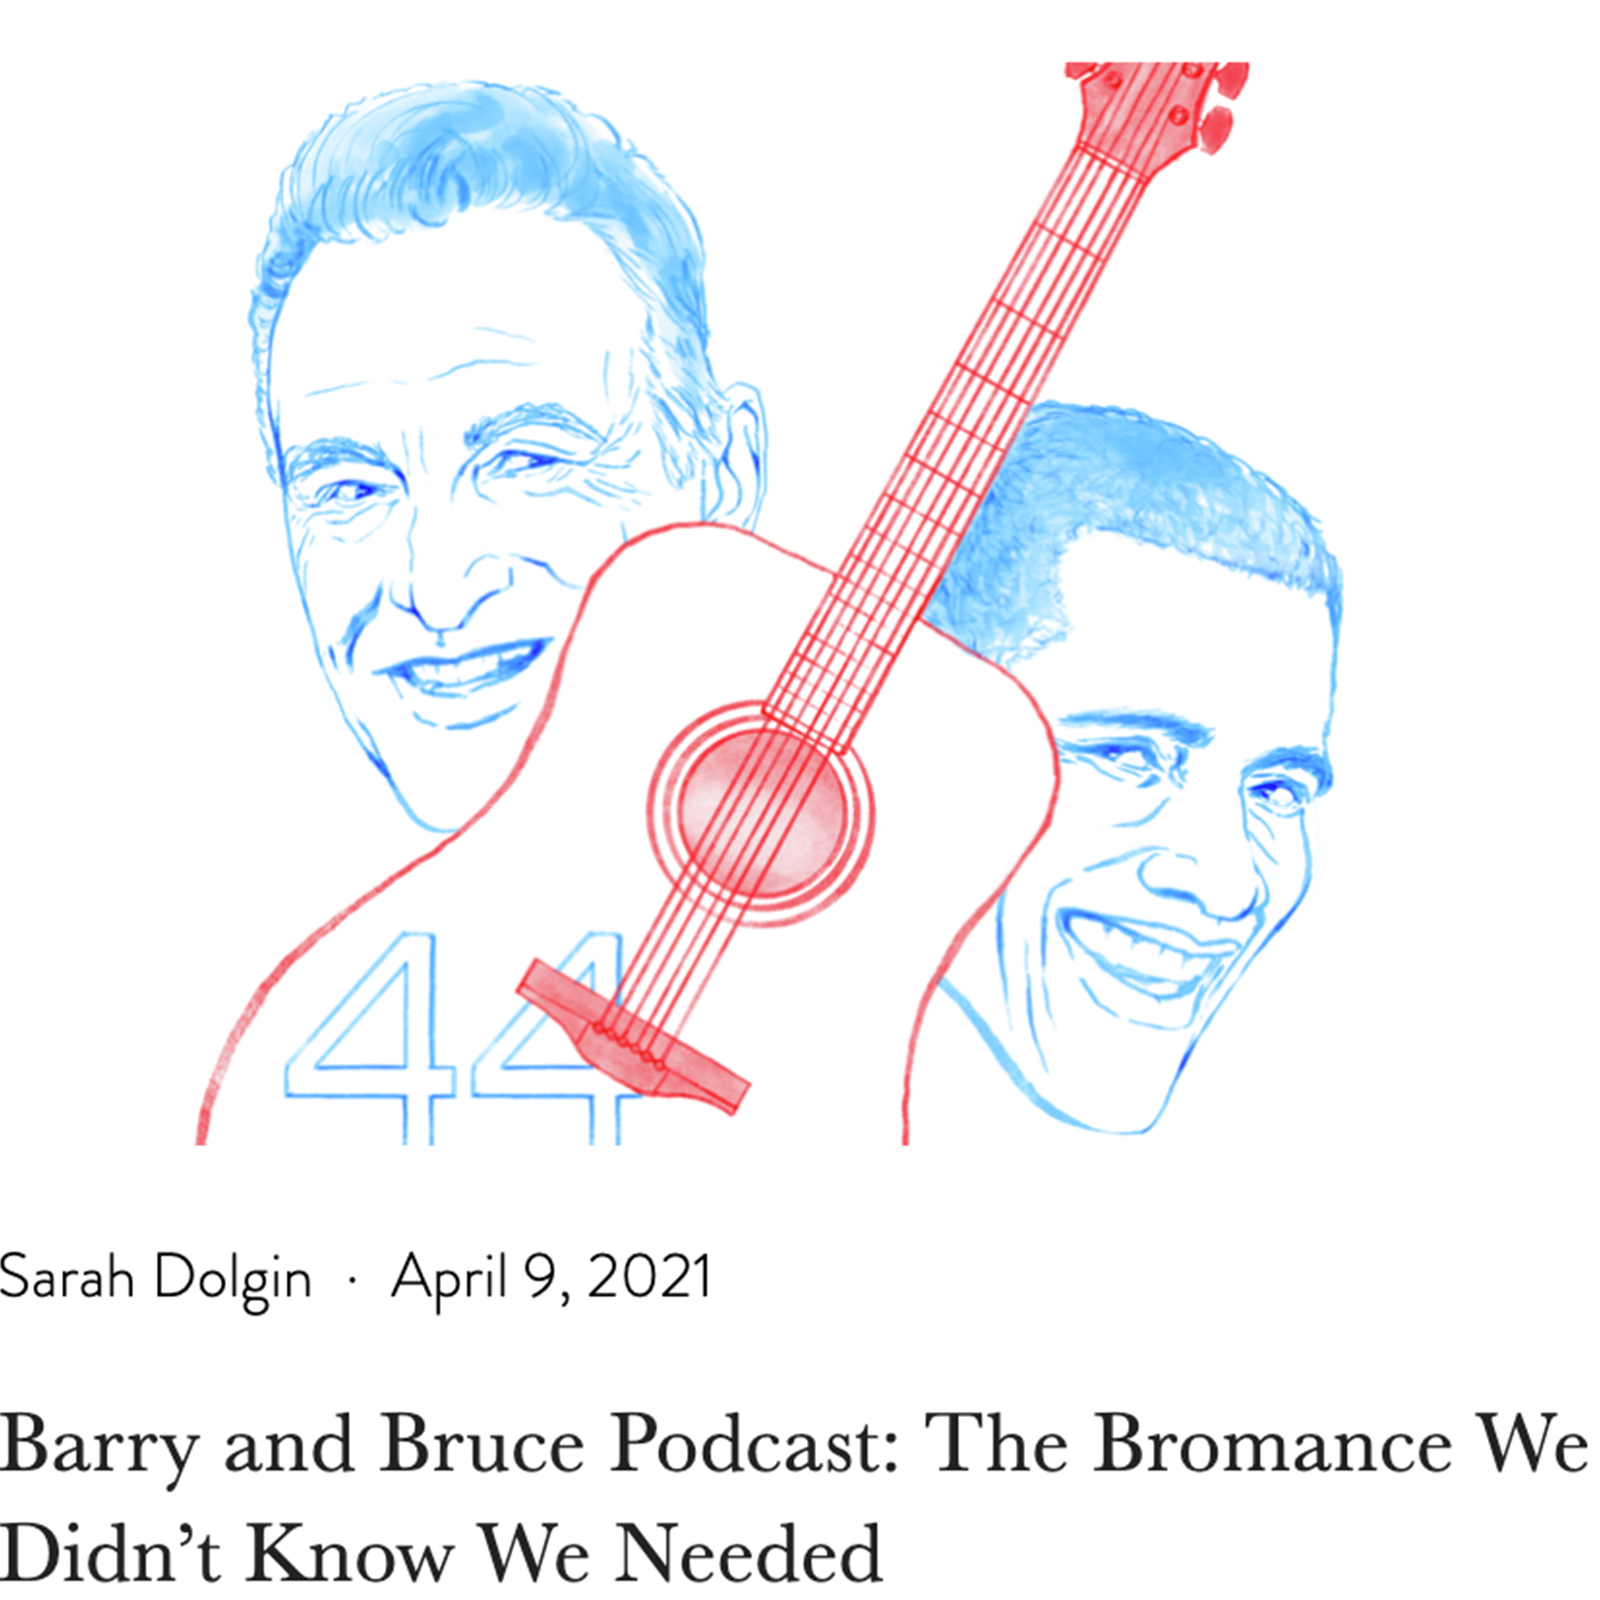 44
Sarah Dolgin · April 9, 2021
Barry and Bruce Podcast: The Bromance We
Didn’t Know We Needed